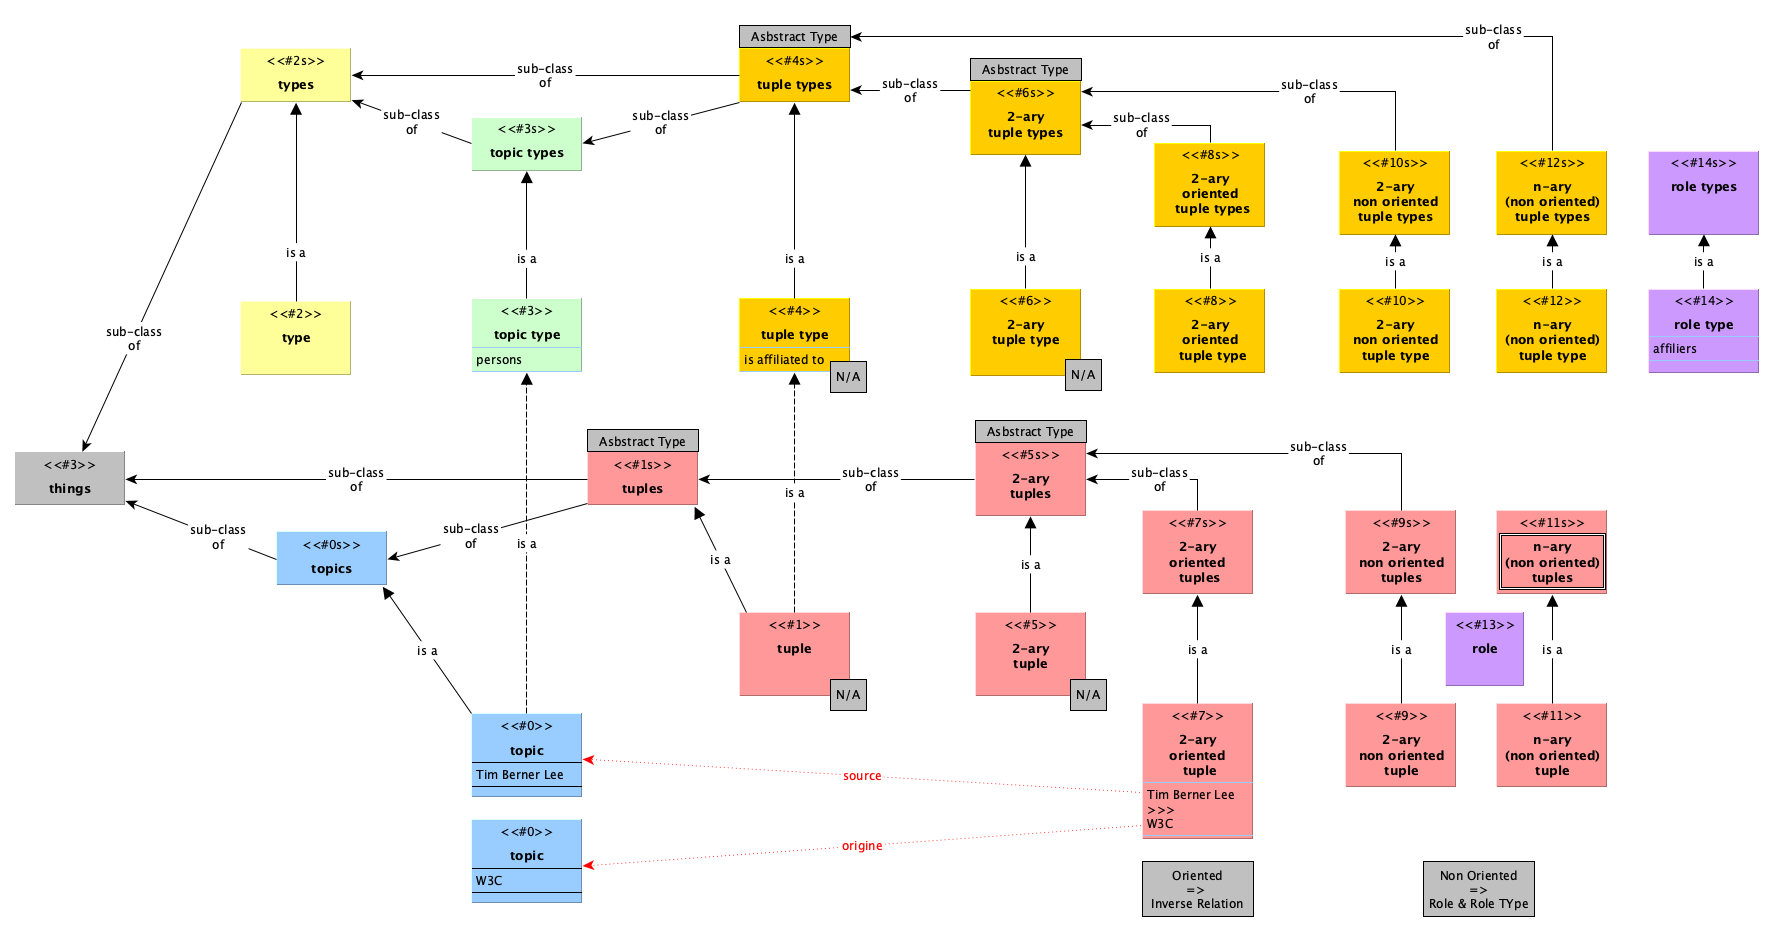 Asbstract Type
<<#4s>>
tuple types
sub-class
of
<<#2s>>
types
sub-class
of
Asbstract Type
<<#6s>>
2-ary
tuple types
sub-class
of
sub-class
of
sub-class
of
sub-class
of
sub-class
of
<<#3s>>
topic types
sub-class
of
<<#8s>>
2-ary
oriented
tuple types
<<#10s>>
2-ary
non oriented
tuple types
<<#12s>>
n-ary
(non oriented)
tuple types
<<#14s>>
role types
is a
is a
is a
is a
is a
is a
is a
is a
<<#2>>
type
<<#3>>
topic type
persons
<<#4>>
tuple type
is affiliated to
N/A
<<#6>>
2-ary
tuple type
N/A
<<#8>>
2-ary
oriented
tuple type
<<#10>>
2-ary
non oriented
tuple type
<<#12>>
n-ary
(non oriented)
tuple type
<<#14>>
role type
affiliers
sub-class
of
<<#3>>
things
sub-class
of
Asbstract Type
<<#1s>>
tuples
sub-class
of
Asbstract Type
<<#5s>>
2-ary
tuples
sub-class
of
sub-class
of
is a
sub-class
of
<<#0s>>
topics
sub-class
of
is a
is a
is a
<<#7s>>
2-ary
oriented
tuples
<<#9s>>
2-ary
non oriented
tuples
<<#11s>>
n-ary
(non oriented)
tuples
is a
<<#1>>
tuple
N/A
<<#5>>
2-ary
tuple
N/A
is a
is a
<<#13>>
role
is a
<<#0>>
topic
Tim Berner Lee
source
<<#7>>
2-ary
oriented
tuple
Tim Berner Lee
>>>
W3C
<<#9>>
2-ary
non oriented
tuple
<<#11>>
n-ary
(non oriented)
tuple
<<#0>>
topic
W3C
origine
Oriented
=>
Inverse Relation
Non Oriented
=>
Role & Role TYpe